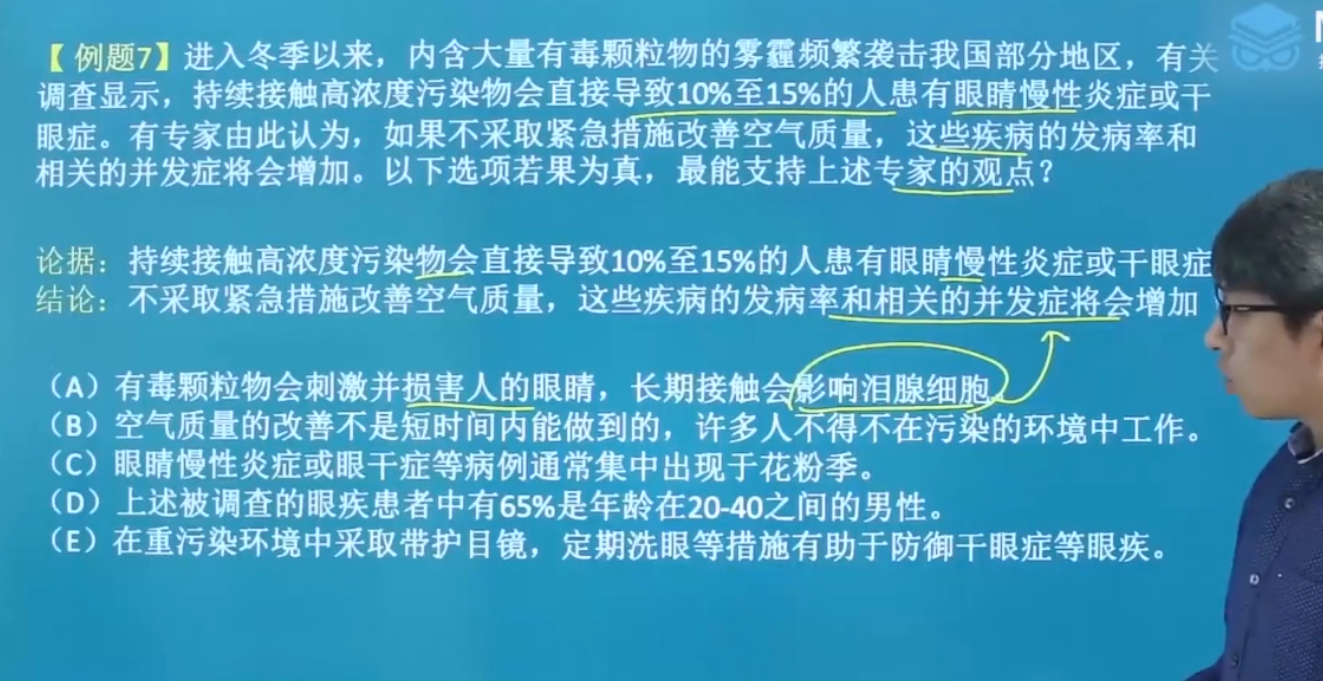 【例题7】进入冬季以来，内含大量有毒颗粒物的雾霾频繁袭击我国部分地区，有关
调查显示，持续接触高浓度污染物会直接导致10%至15%的人患有眼睛慢性炎症或干
眼症。有专家由此认为，如果不采取紧急措施改善空气质量，这些疾病的发病率和
相关的并发症将会增加。以下选项若果为真，最能支持上述专家的观点？
论据：持续接触高浓度污染物会直接导致10%至15%的人患有眼睛慢性炎症或干眼症
结论：不采取紧急措施改善空气质量，这些疾病的发病率和相关的并发症将会增加
（A）有毒颗粒物会刺激并损害人的眼睛，长期接触会影响泪腺细胞。
（B）空气质量的改善不是短时间内能做到的，许多人不得不在污染的环境中工作。
（C）眼睛慢性炎症或眼干症等病例通常集中出现于花粉季。
（D）上述被调查的眼疾患者中有65%是年龄在20-40之间的男性。
（E）在重污染环境中采取带护目镜，定期洗眼等措施有助于防御干眼症等眼疾。